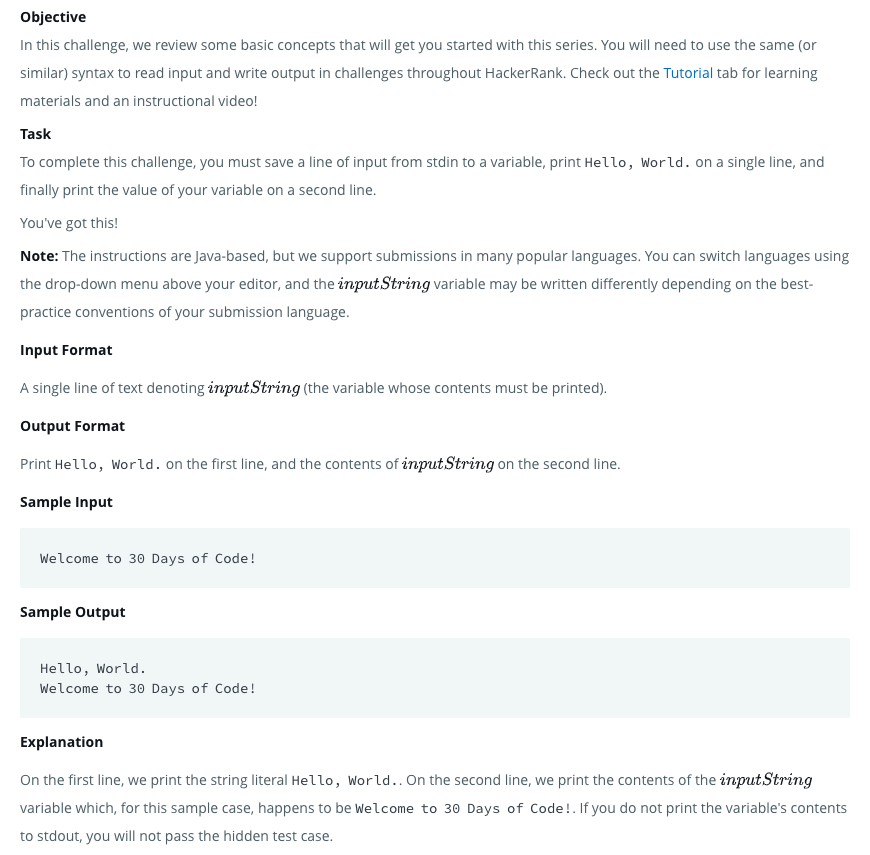 Objective
In this challenge, we review some basic concepts that will get you started with this series. You will need to use the same (or
similar) syntax to read input and write output in challenges throughout HackerRank. Check out the Tutorial tab for learning
materials and an instructional video!
Task
To complete this challenge, you must save a line of input from stdin to a variable, print Hello, World. on a single line, and
finally print the value of your variable on a second line.
You've got this!
Note: The instructions are Java-based, but we support submissions in many popular languages. You can switch languages using
the drop-down menu above your editor, and the inputString variable may be written differently depending on the best-
practice conventions of your submission language.
Input Format
A single line of text denoting inputString (the variable whose contents must be printed).
Output Format
Print Hello, World. on the first line, and the contents of inputString on the second line.
Sample Input
Welcome to 30 Days of Code!
Sample Output
Hello, World.
Welcome to 30 Days of Code!
Explanation
On the first line, we print the string literal Hello, World.. On the second line, we print the contents of the inputString
variable which, for this sample case, happens to be Welcome to 30 Days of Code!. If you do not print the variable's contents
to stdout, you will not pass the hidden test case.